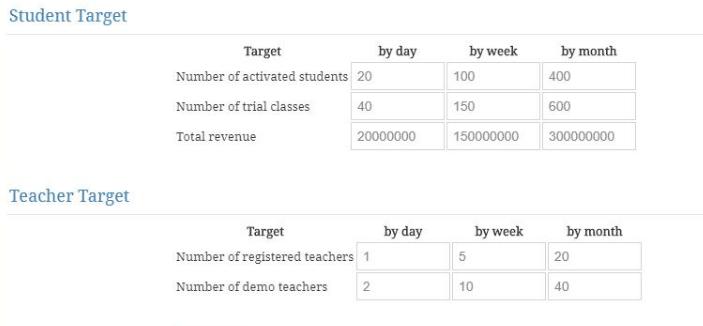 Student Target
Target by day by week by month
Number of activated students 20 100 400
Number of trial classes 40 150 600
Total revenue 20000000 150000000 300000000
Teacher Target
Target by day by week by month
Number of registered teachers 1 5 20
Number of demo teachers 2 10 40